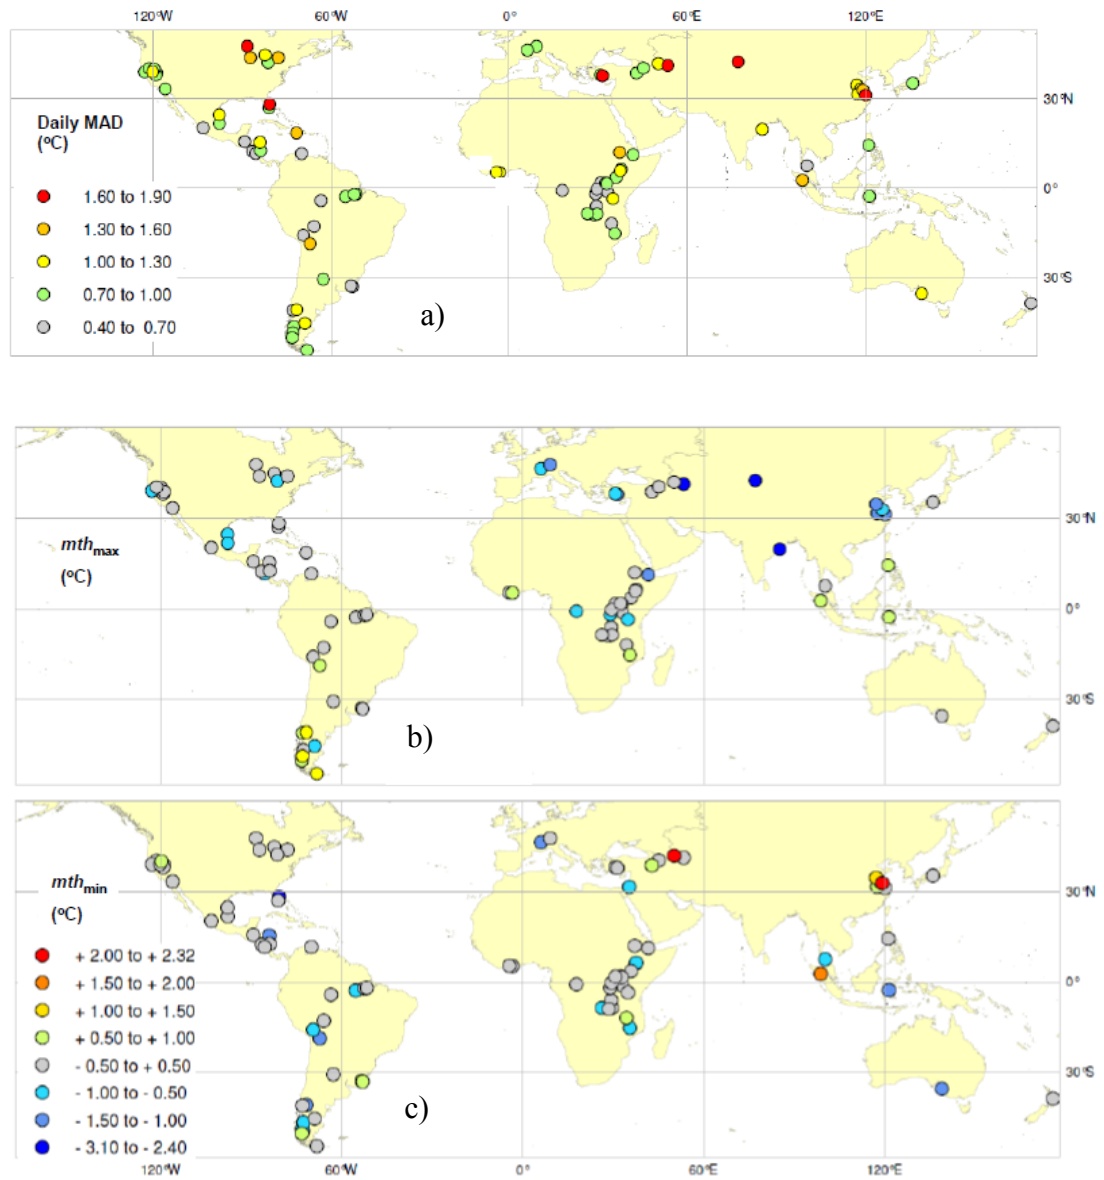 120°W 60°W 0° 60°E 120°E
Daily MAD
(ºC)
30°N
1.60 to 1.90
0°
1.30 to 1.60
1.00 to 1.30
30°S
0.70 to 1.00
0.40 to 0.70
a)
30°N
mthmax
(ºC)
0°
30°S
b)
mthmin
30°N
(ºC)
+ 2.00 to + 2.32
+ 1.50 to + 2.00
0°
+ 1.00 to + 1.50
+ 0.50 to + 1.00
- 0.50 to + 0.50
30°S
- 1.00 to - 0.50
c)
- 1.50 to - 1.00
- 3.10 to - 2.40
120°W 60°W 0° 60°E 120°E